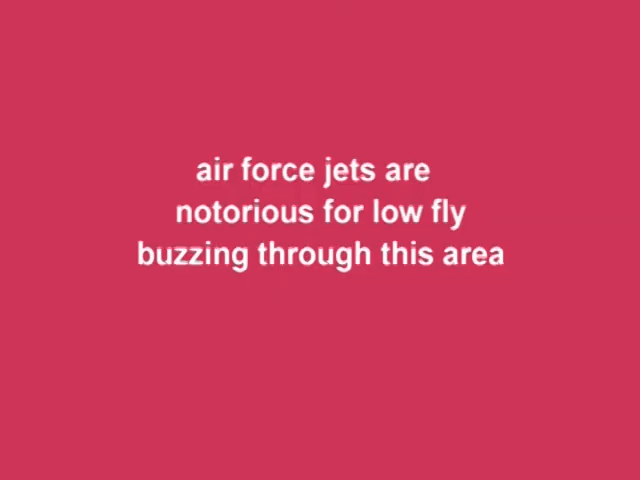 air force jets are
notorious for low fly
buzzing through this area